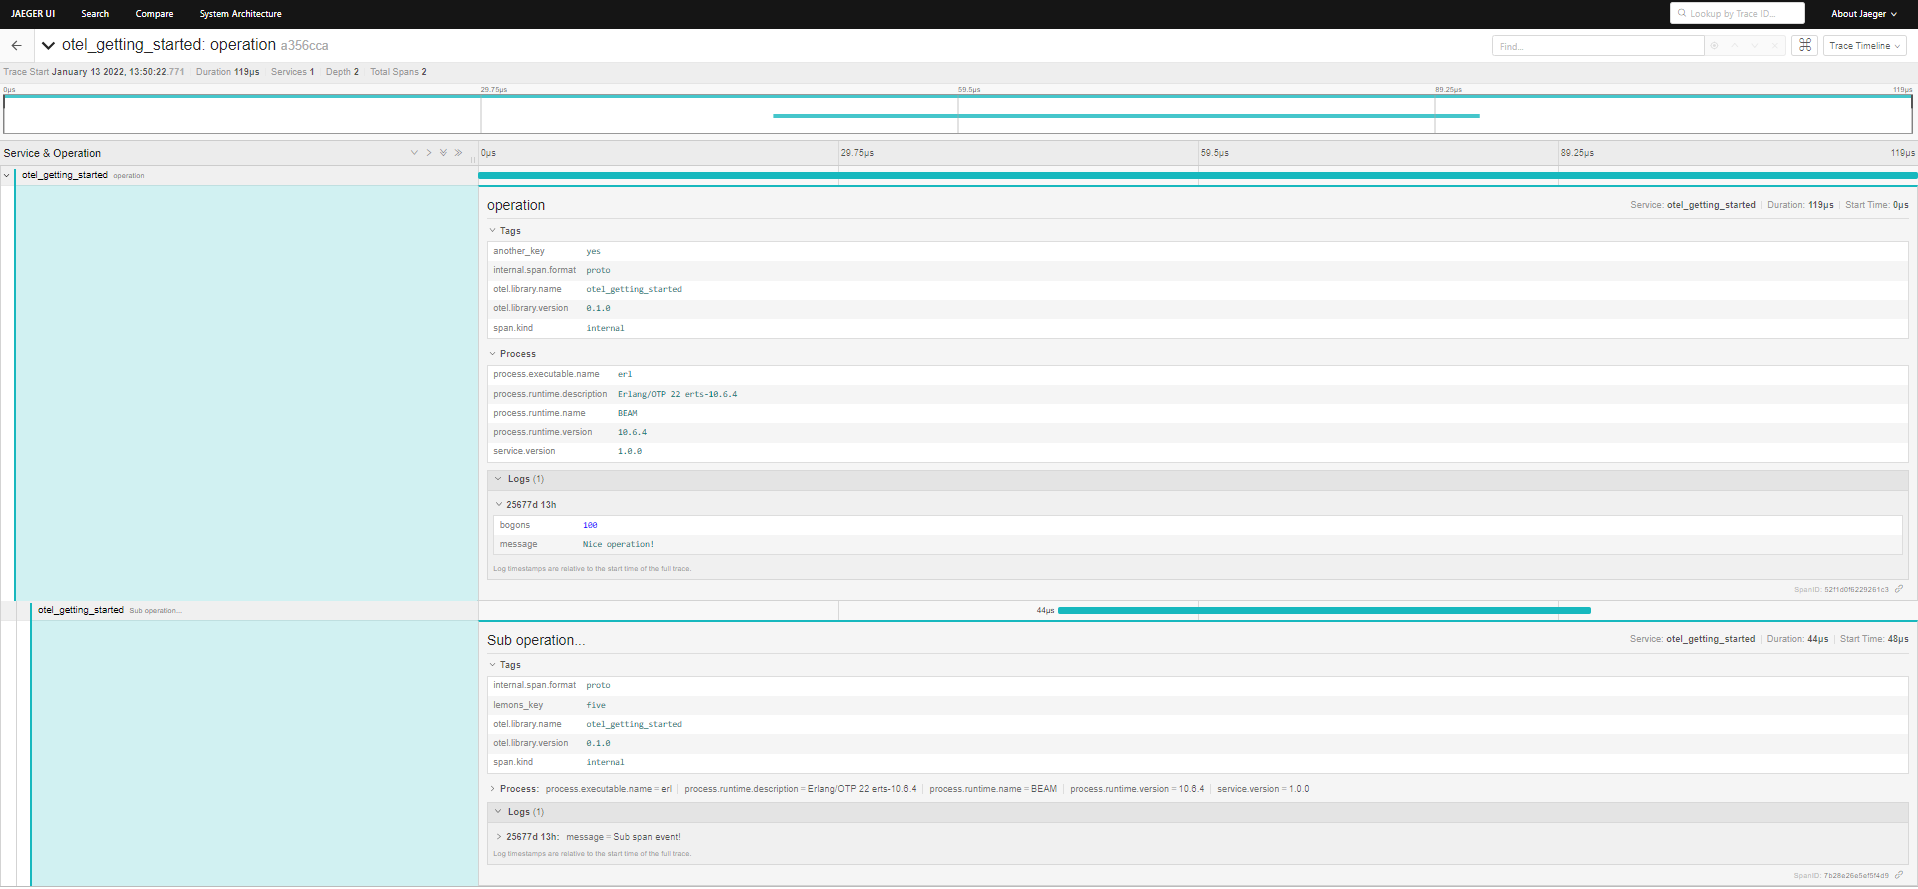 JAEGER UI Search Compare System Architecture Lookup by Trace ID... About Jaeger
otel_getting_started: operation a356cca Find... Trace Timeline
Trace Start January 13 2022, 13:50:22.771 Duration 119μs Services 1 Depth 2 Total Spans 2
0μs 29.75μs 59.5μs 89.25μs 119μs
Service & Operation 0μs 29.75μs 59.5μs 89.25μs 119μs
otel_getting_started operation
operation Service: otel_getting_started Duration: 119μs Start Time: 0μs
Tags
another_key yes
internal.span.format proto
otel.library.name otel_getting_started
otel.library.version 0.1.0
span.kind internal
Process
process.executable.name erl
process.runtime.description Erlang/OTP 22 erts-10.6.4
process.runtime.name BEAM
process.runtime.version 10.6.4
service.version 1.0.0
Logs (1)
25677d 13h
bogons 100
message Nice operation!
Log timestamps are relative to the start time of the full trace.
SpanID: 52f1d0f6229261c3
otel_getting_started Sub operation... 44μs
Sub operation... Service: otel_getting_started Duration: 44μs Start Time: 48μs
Tags
internal.span.format proto
lemons_key five
otel.library.name otel_getting_started
otel.library.version 0.1.0
span.kind internal
Process: process.executable.name = erl process.runtime.description = Erlang/OTP 22 erts-10.6.4 process.runtime.name = BEAM process.runtime.version = 10.6.4 service.version = 1.0.0
Logs (1)
25677d 13h: message = Sub span event!
Log timestamps are relative to the start time of the full trace.
SpanID: